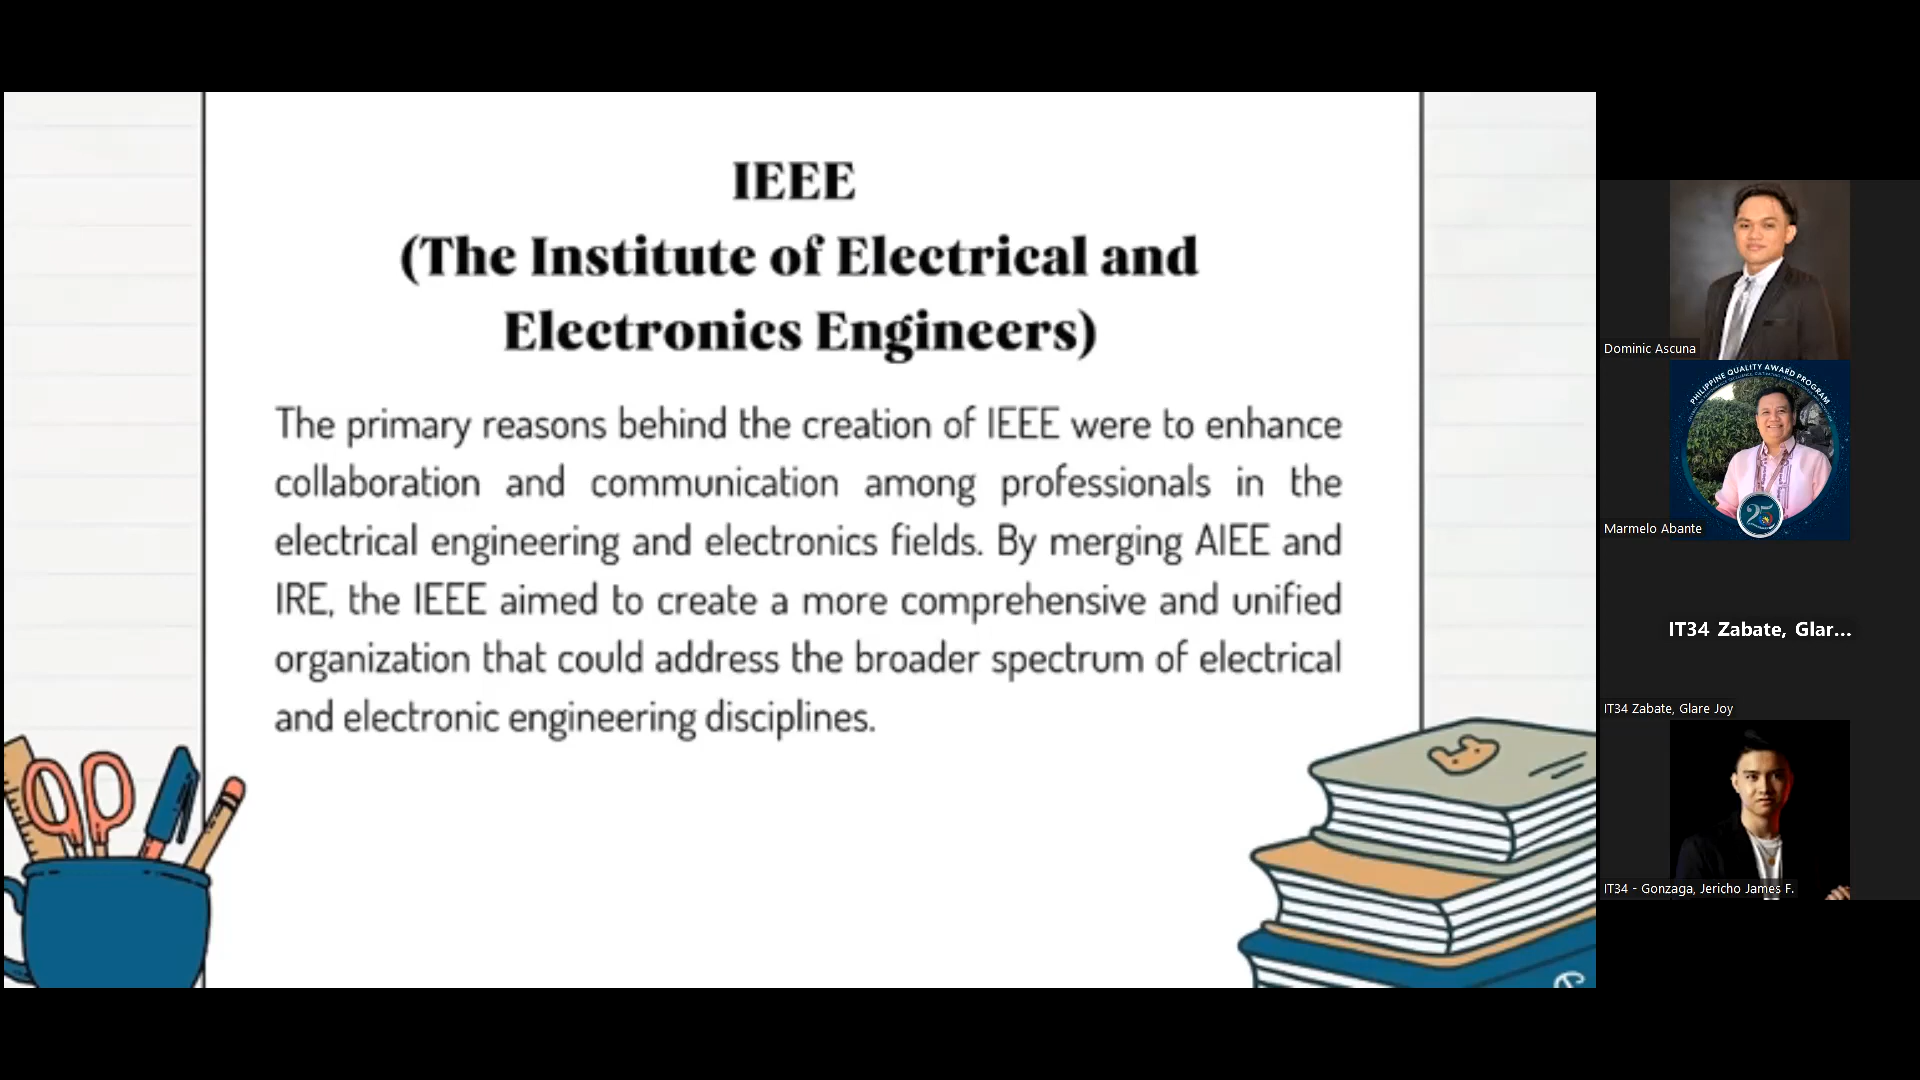 IEEE
(The Institute of Electrical and
Electronics Engineers)
The primary reasons behind the creation of IEEE were to enhance
collaboration and communication among professionals in the
electrical engineering and electronics fields. By merging AIEE and
IRE, the IEEE aimed to create a more comprehensive and unified
organization that could address the broader spectrum of electrical
and electronic engineering disciplines.
Dominic Ascuna
PHILIPPINE QUALITY AWARD PROGRAM
25
Marmelo Abante
IT34 Zabate, Glar...
IT34 Zabate, Glare Joy
IT34 - Gonzaga, Jericho James F.